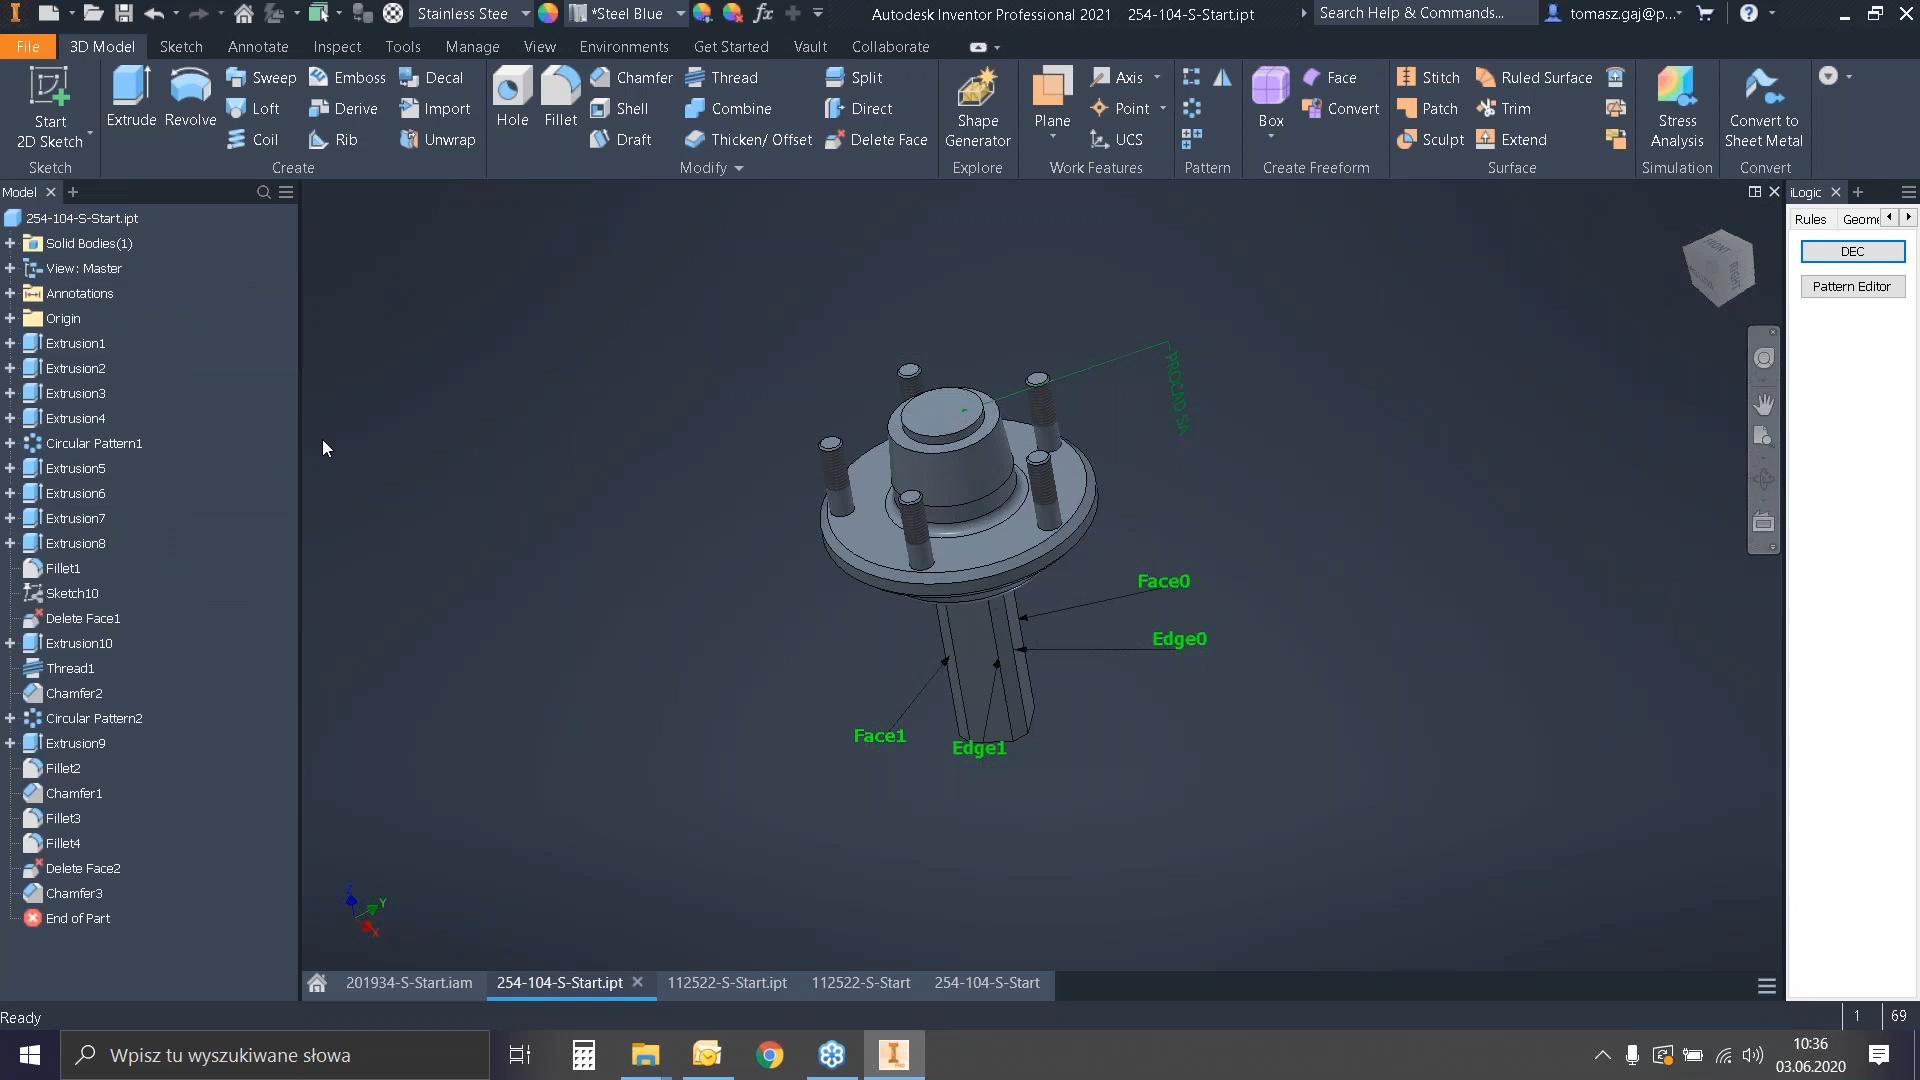 Stainless Stee
*Steel Blue
Autodesk Inventor Professional 2021 254-104-S-Start.ipt
Search Help & Commands...
tomasz.gaj@p...
File 3D Model Sketch Annotate Inspect Tools Manage View Environments Get Started Vault Collaborate
Start
2D Sketch
Extrude
Revolve
Sweep
Loft
Coil
Emboss
Derive
Rib
Decal
Import
Unwrap
Hole
Fillet
Chamfer
Shell
Draft
Thread
Combine
Thicken/ Offset
Split
Direct
Delete Face
Shape
Generator
Plane
Axis
Point
UCS
Box
Face
Convert
Stitch
Patch
Sculpt
Ruled Surface
Trim
Extend
Stress
Analysis
Convert to
Sheet Metal
Sketch Create Modify Explore Work Features Pattern Create Freeform Surface Simulation Convert
Model
254-104-S-Start.ipt
Solid Bodies(1)
View: Master
Annotations
Origin
Extrusion1
Extrusion2
Extrusion3
Extrusion4
Circular Pattern1
Extrusion5
Extrusion6
Extrusion7
Extrusion8
Fillet1
Sketch10
Delete Face1
Extrusion10
Thread1
Chamfer2
Circular Pattern2
Extrusion9
Fillet2
Chamfer1
Fillet3
Fillet4
Delete Face2
Chamfer3
End of Part
PROCAD SA
Face0
Edge0
Face1
Edge1
FRONT
RIGHT
Z
Y
X
iLogic
Rules Geome
DEC
Pattern Editor
201934-S-Start.iam 254-104-S-Start.ipt 112522-S-Start.ipt 112522-S-Start 254-104-S-Start
Ready
1 69
Wpisz tu wyszukiwane słowa
10:36
03.06.2020